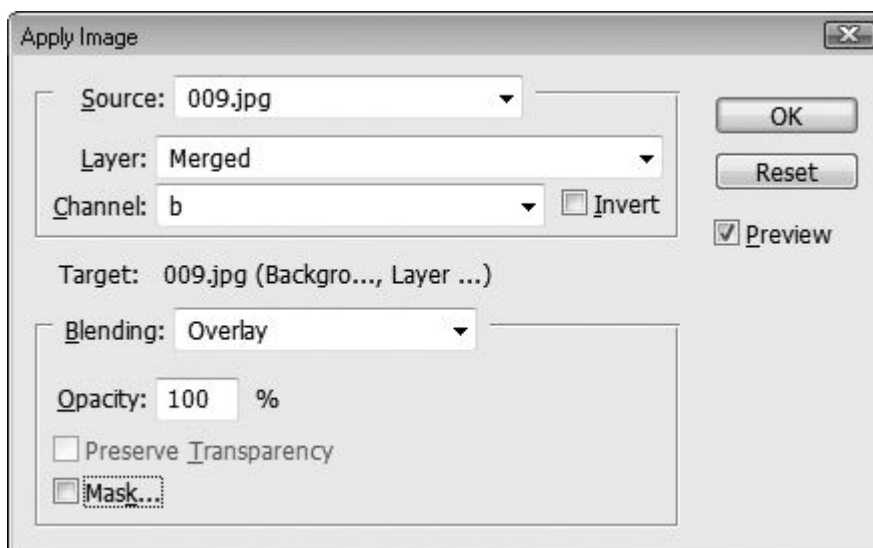 Apply Image
Source: 009.jpg
OK
Layer: Merged
Reset
Channel: b
Invert
Preview
Target: 009.jpg (Backgro..., Layer ...)
Blending: Overlay
Opacity: 100 %
Preserve Transparency
Mask...